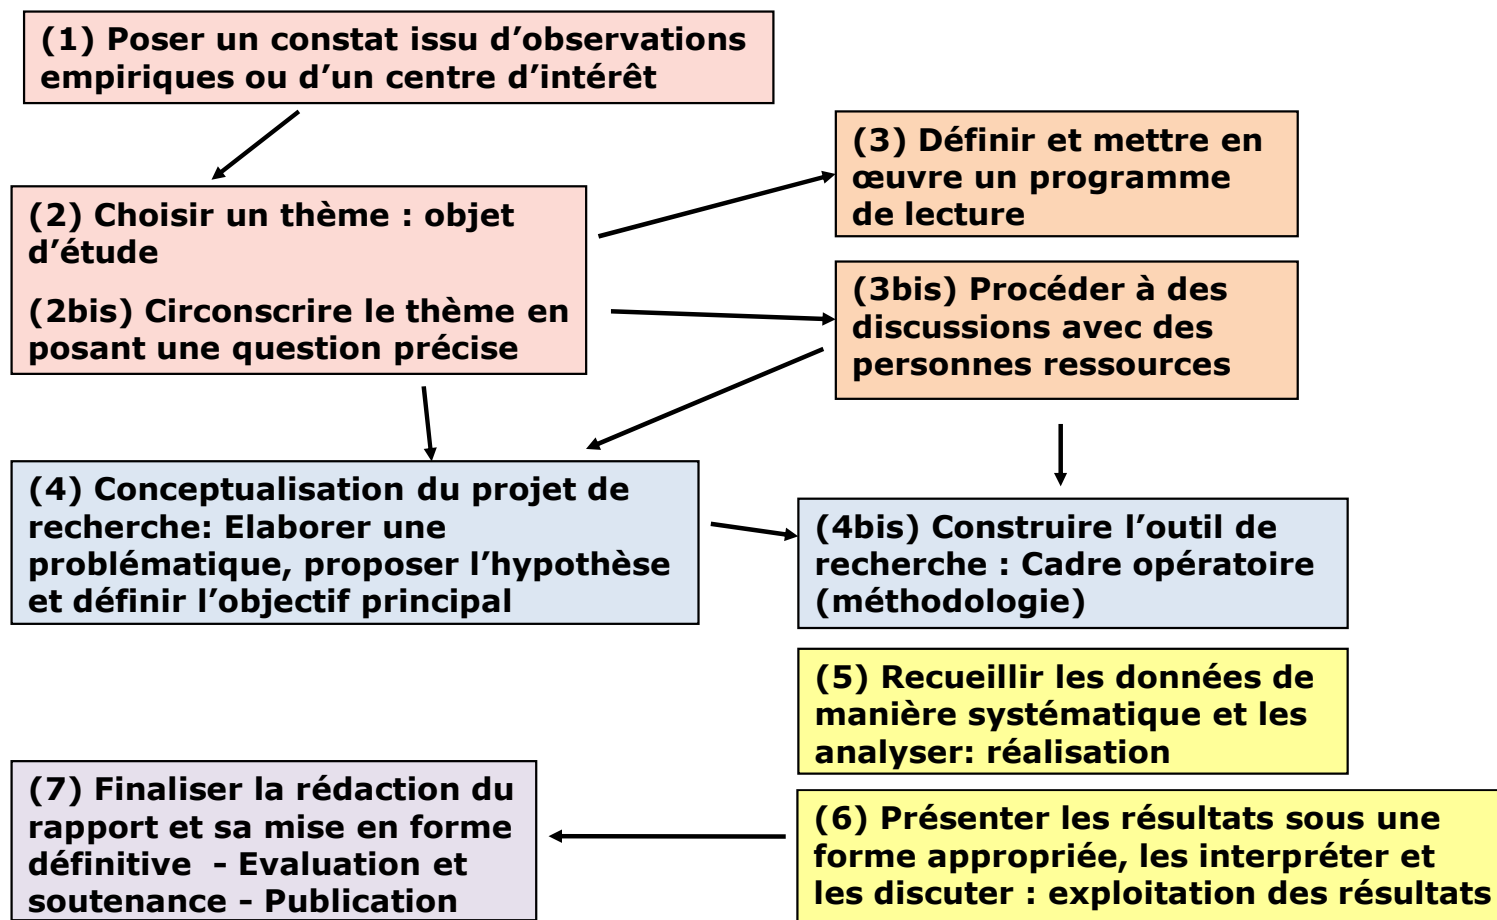 (1) Poser un constat issu d’observations
empiriques ou d’un centre d’intérêt
(2) Choisir un thème : objet
d’étude
(2bis) Circonscrire le thème en
posant une question précise
(3) Définir et mettre en
œuvre un programme
de lecture
(3bis) Procéder à des
discussions avec des
personnes ressources
(4) Conceptualisation du projet de
recherche: Elaborer une
problématique, proposer l’hypothèse
et définir l’objectif principal
(4bis) Construire l’outil de
recherche : Cadre opératoire
(méthodologie)
(5) Recueillir les données de
manière systématique et les
analyser: réalisation
(6) Présenter les résultats sous une
forme appropriée, les interpréter et
les discuter : exploitation des résultats
(7) Finaliser la rédaction du
rapport et sa mise en forme
définitive - Evaluation et
soutenance - Publication